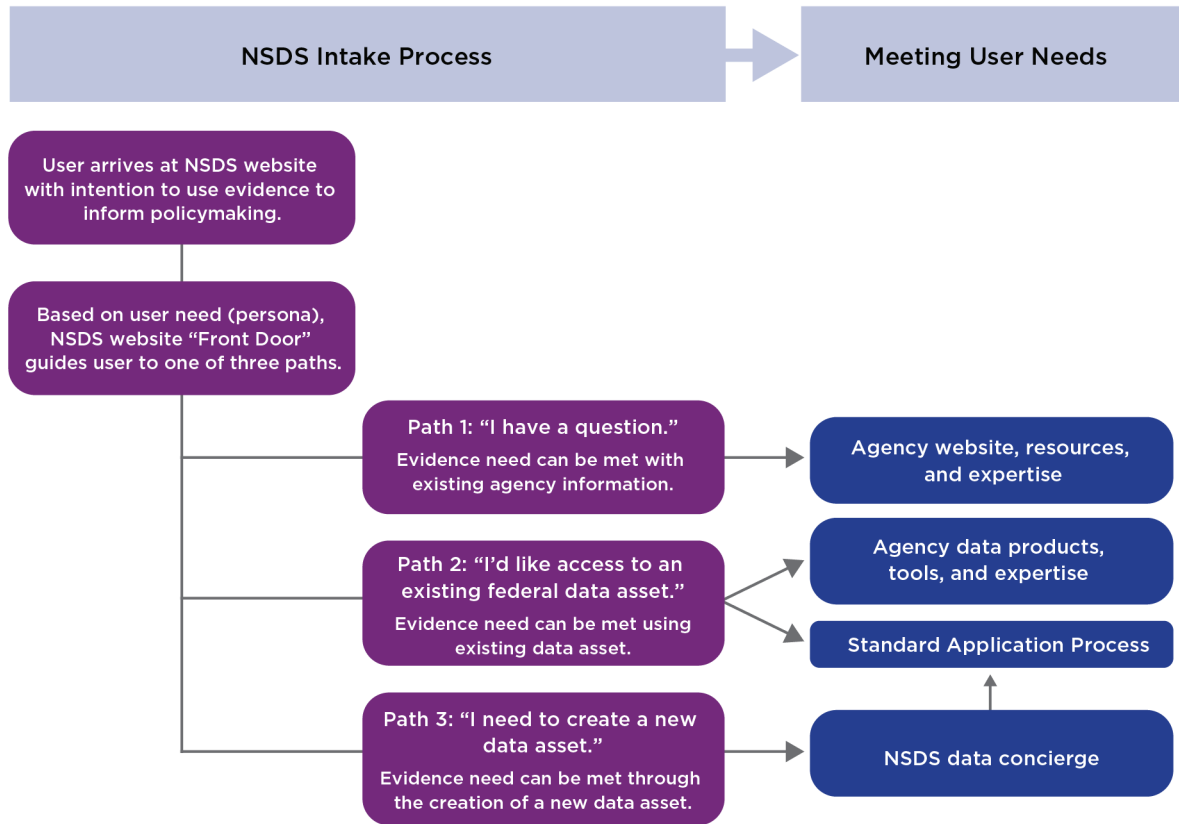 NSDS Intake Process
Meeting User Needs
User arrives at NSDS website
with intention to use evidence to
inform policymaking.
Based on user need (persona),
NSDS website “Front Door”
guides user to one of three paths.
Path 1: “I have a question.”
Evidence need can be met with
existing agency information.
Agency website, resources,
and expertise
Path 2: “I’d like access to an
existing federal data asset.”
Evidence need can be met using
existing data asset.
Agency data products,
tools, and expertise
Standard Application Process
Path 3: “I need to create a new
data asset.”
Evidence need can be met through
the creation of a new data asset.
NSDS data concierge